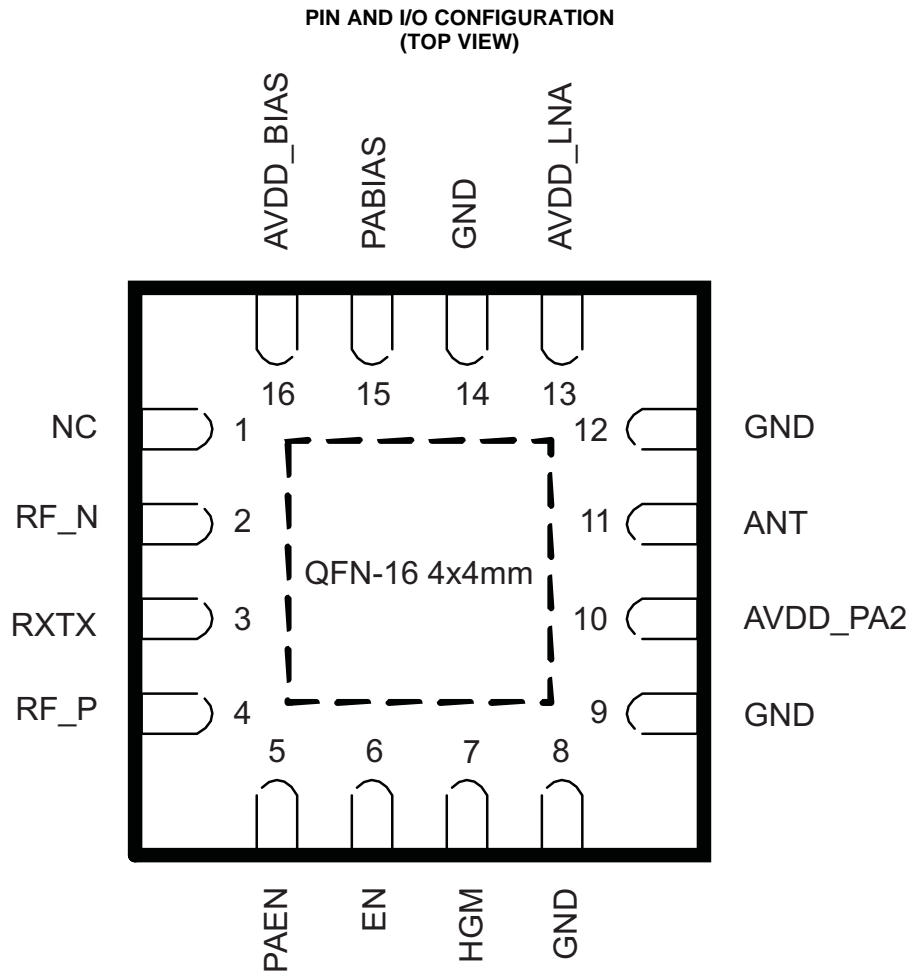 PIN AND I/O CONFIGURATION
(TOP VIEW)
AVDD_BIAS
PABIAS
GND
AVDD_LNA
16
15
14
13
NC
1
12
GND
RF_N
2
11
ANT
QFN-16 4x4mm
RXTX
3
10
AVDD_PA2
RF_P
4
9
GND
5
6
7
8
PAEN
EN
HGM
GND